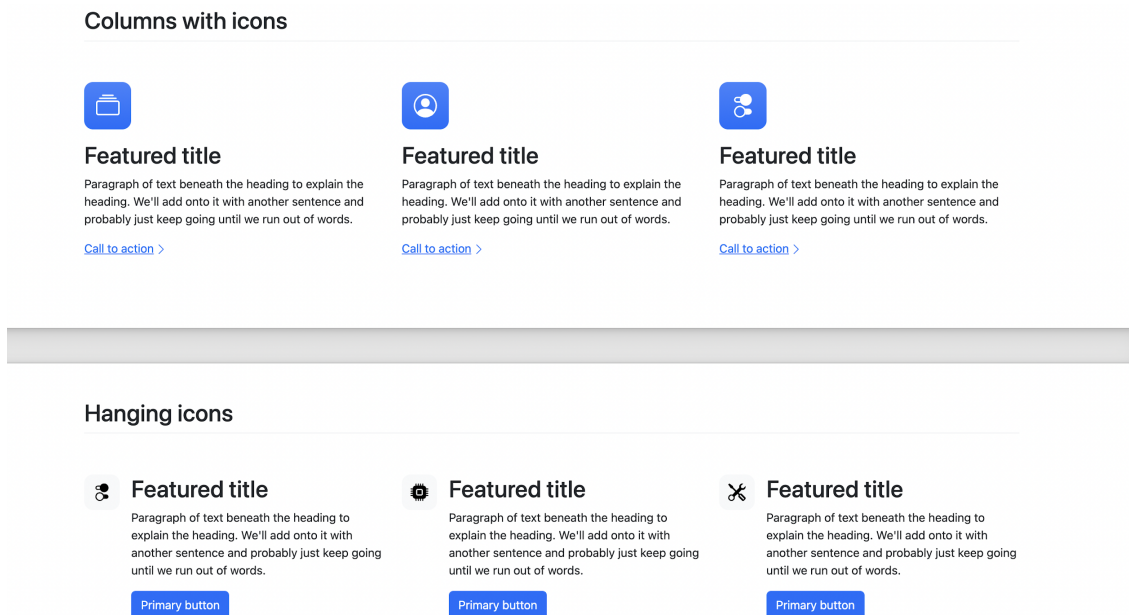 Columns with icons
Featured title
Paragraph of text beneath the heading to explain the
heading. We'll add onto it with another sentence and
probably just keep going until we run out of words.
Call to action
Featured title
Paragraph of text beneath the heading to explain the
heading. We'll add onto it with another sentence and
probably just keep going until we run out of words.
Call to action
Featured title
Paragraph of text beneath the heading to explain the
heading. We'll add onto it with another sentence and
probably just keep going until we run out of words.
Call to action
Hanging icons
Featured title
Paragraph of text beneath the heading to
explain the heading. We'll add onto it with
another sentence and probably just keep going
until we run out of words.
Primary button
Featured title
Paragraph of text beneath the heading to
explain the heading. We'll add onto it with
another sentence and probably just keep going
until we run out of words.
Primary button
Featured title
Paragraph of text beneath the heading to
explain the heading. We'll add onto it with
another sentence and probably just keep going
until we run out of words.
Primary button